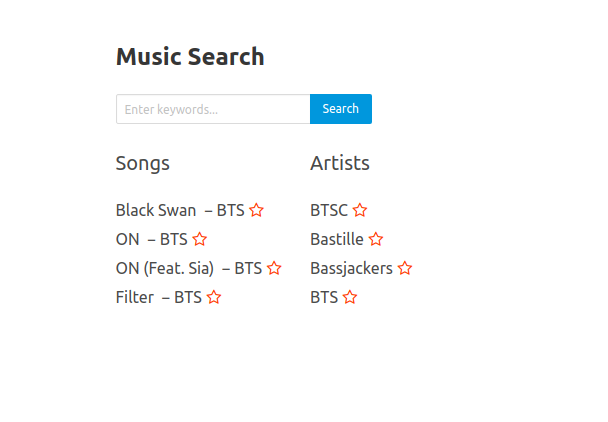 Music Search
Enter keywords...
Search
Songs
Black Swan – BTS
ON – BTS
ON (Feat. Sia) – BTS
Filter – BTS
Artists
BTSC
Bastille
Bassjackers
BTS